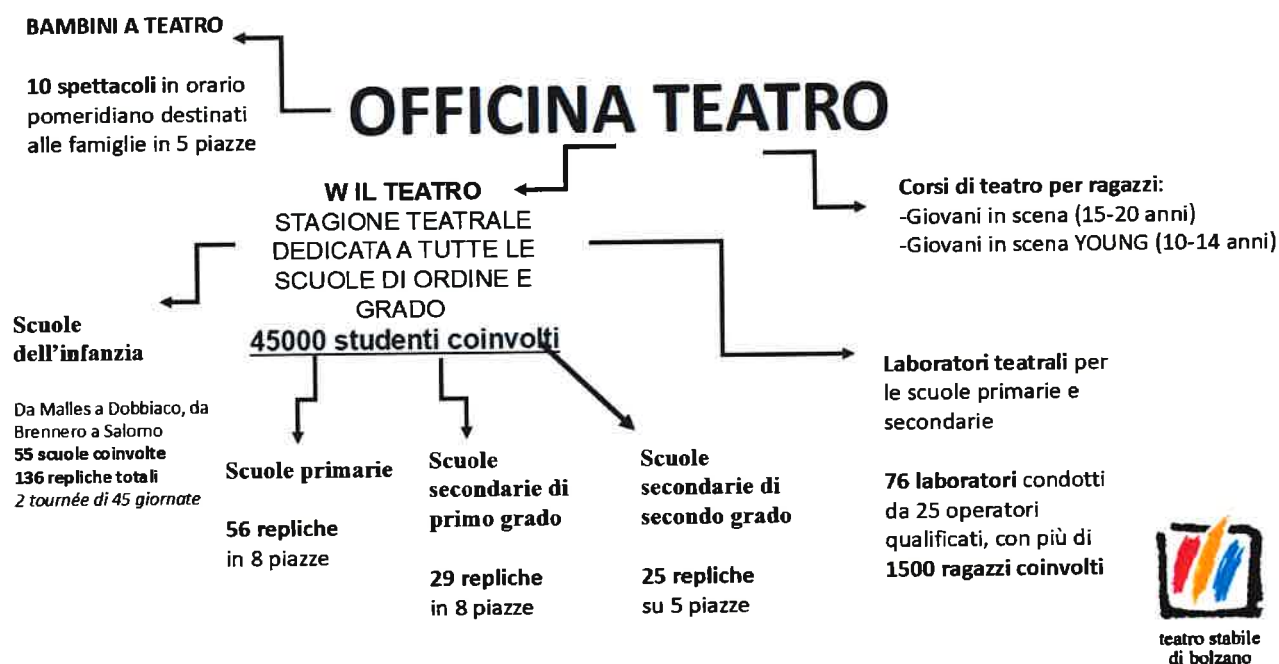 BAMBINI A TEATRO
10 spettacoli in orario
pomeridiano destinati
alle famiglie in 5 piazze
OFFICINA TEATRO
W IL TEATRO
STAGIONE TEATRALE
DEDICATA A TUTTE LE
SCUOLE DI ORDINE E
GRADO
45000 studenti coinvolti
Corsi di teatro per ragazzi:
-Giovani in scena (15-20 anni)
-Giovani in scena YOUNG (10-14 anni)
Scuole
dell'infanzia
Da Malles a Dobbiaco, da
Brennero a Salorno
55 scuole coinvolte
136 repliche totali
2 tournée di 45 giornate
Scuole primarie
56 repliche
in 8 piazze
Scuole
secondarie di
primo grado
29 repliche
in 8 piazze
Scuole
secondarie di
secondo grado
25 repliche
su 5 piazze
Laboratori teatrali per
le scuole primarie e
secondarie
76 laboratori condotti
da 25 operatori
qualificati, con più di
1500 ragazzi coinvolti
teatro stabile
di bolzano